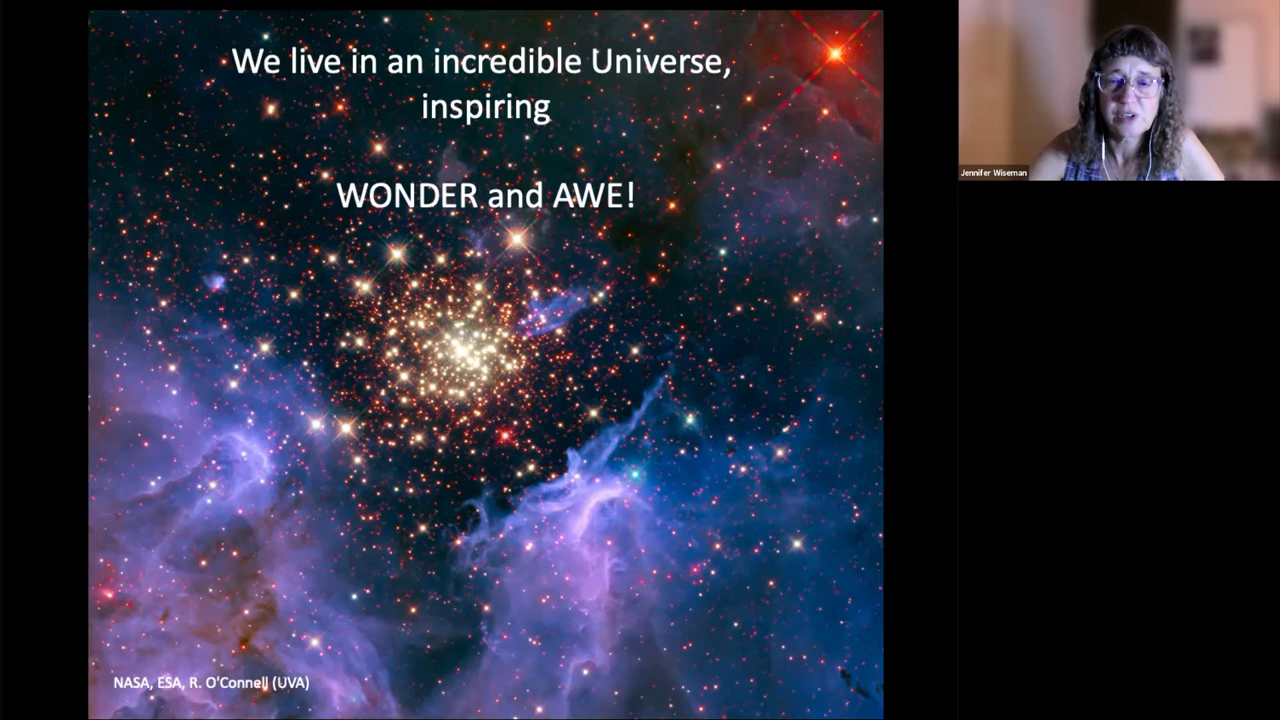 We live in an incredible Universe,
inspiring
WONDER and AWE!
NASA, ESA, R. O'Connell (UVA)
Jennifer Wiseman